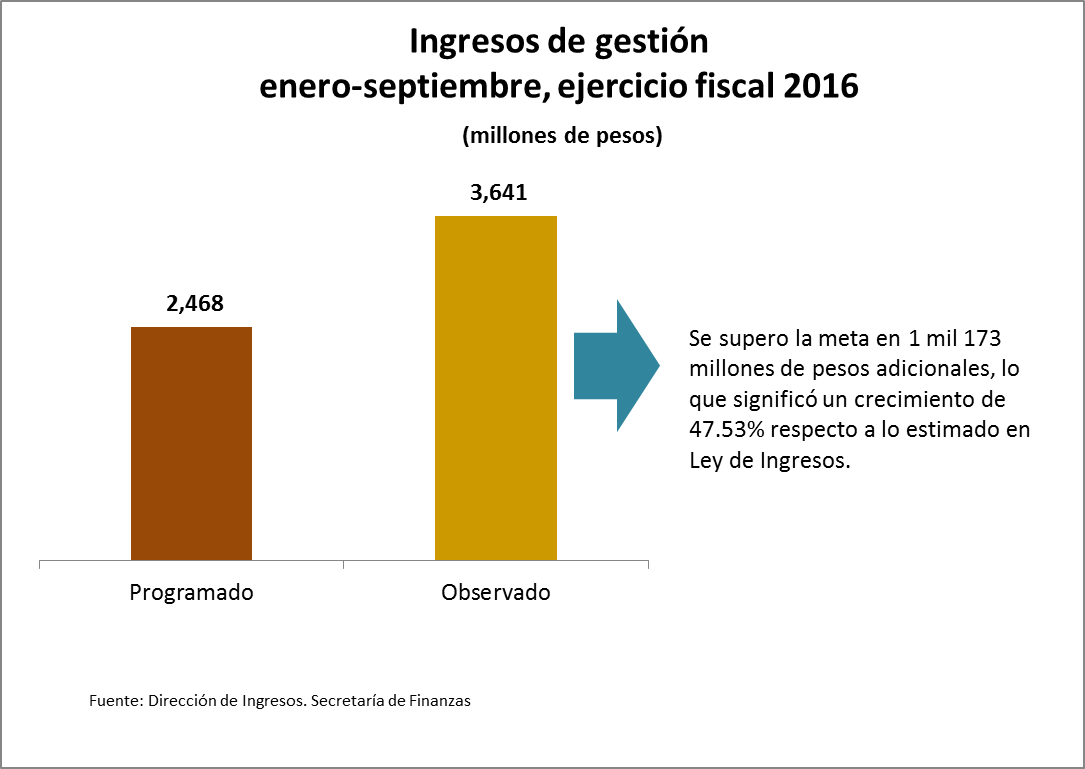 Ingresos de gestión
enero-septiembre, ejercicio fiscal 2016
(millones de pesos)
3,641
2,468
Se supero la meta en 1 mil 173
millones de pesos adicionales, lo
que significó un crecimiento de
47.53% respecto a lo estimado en
Ley de Ingresos.
Programado
Observado
Fuente: Dirección de Ingresos. Secretaría de Finanzas